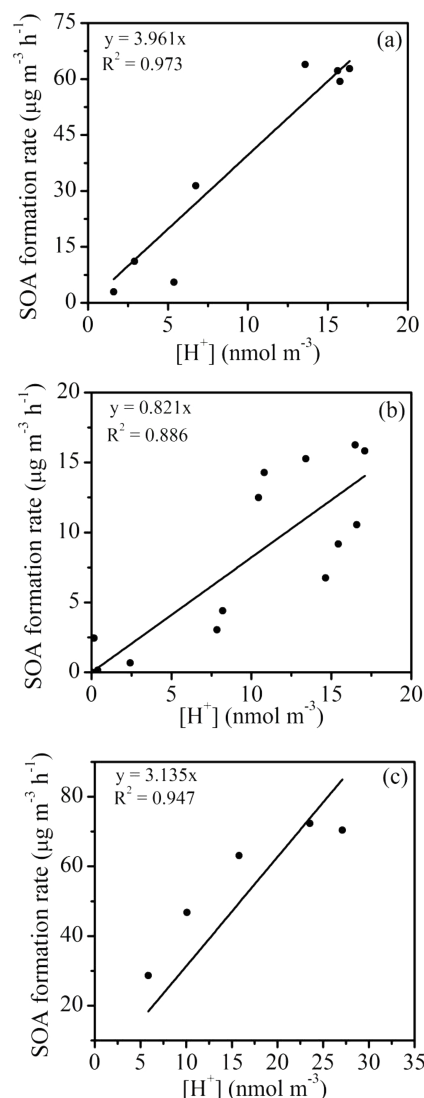 (a)
y = 3.961x
R² = 0.973
SOA formation rate (μg m⁻³ h⁻¹)
75
60
45
30
15
0
0 5 10 15 20
[H⁺] (nmol m⁻³)
(b)
y = 0.821x
R² = 0.886
SOA formation rate (μg m⁻³ h⁻¹)
20
15
10
5
0
0 5 10 15 20
[H⁺] (nmol m⁻³)
(c)
y = 3.135x
R² = 0.947
SOA formation rate (μg m⁻³ h⁻¹)
80
60
40
20
0 5 10 15 20 25 30 35
[H⁺] (nmol m⁻³)